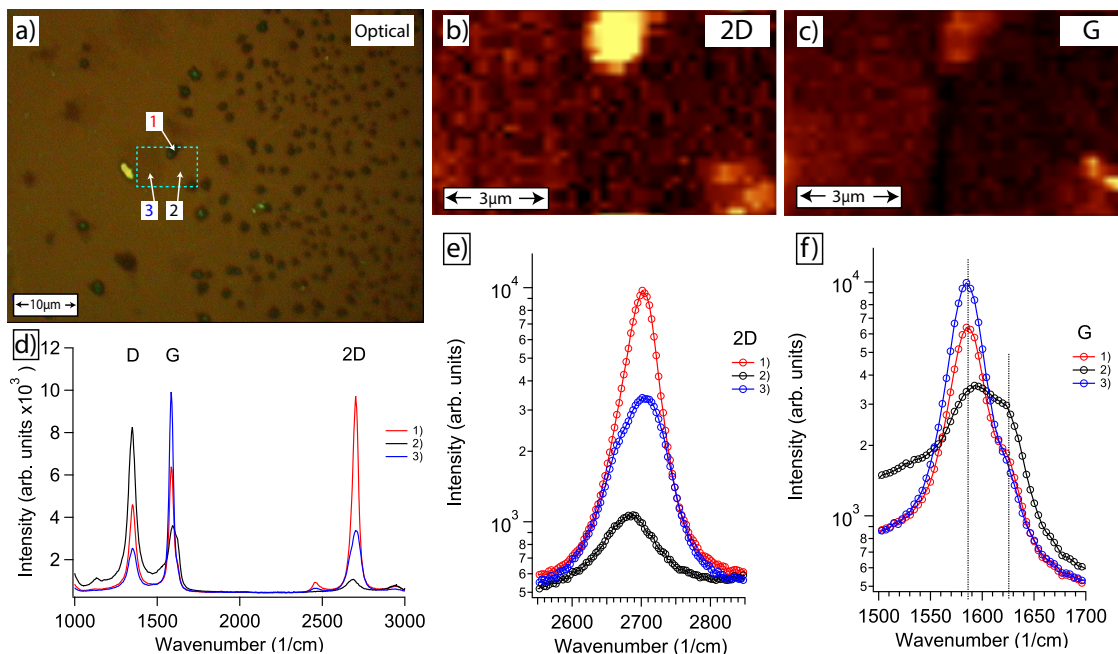 a)
Optical
1
3
2
10μm
b)
2D
3μm
c)
G
3μm
d)
12
10
8
6
4
2
Intensity (arb. units x10³)
D
G
2D
1)
2)
3)
1000
1500
2000
2500
3000
Wavenumber (1/cm)
e)
10⁴
8
7
6
5
4
3
2
10³
9
8
7
6
5
Intensity (arb. units)
2D
1)
2)
3)
2600
2700
2800
Wavenumber (1/cm)
f)
10⁴
8
6
5
4
3
2
10³
8
7
6
5
Intensity (arb. units)
G
1)
2)
3)
1500
1550
1600
1650
1700
Wavenumber (1/cm)